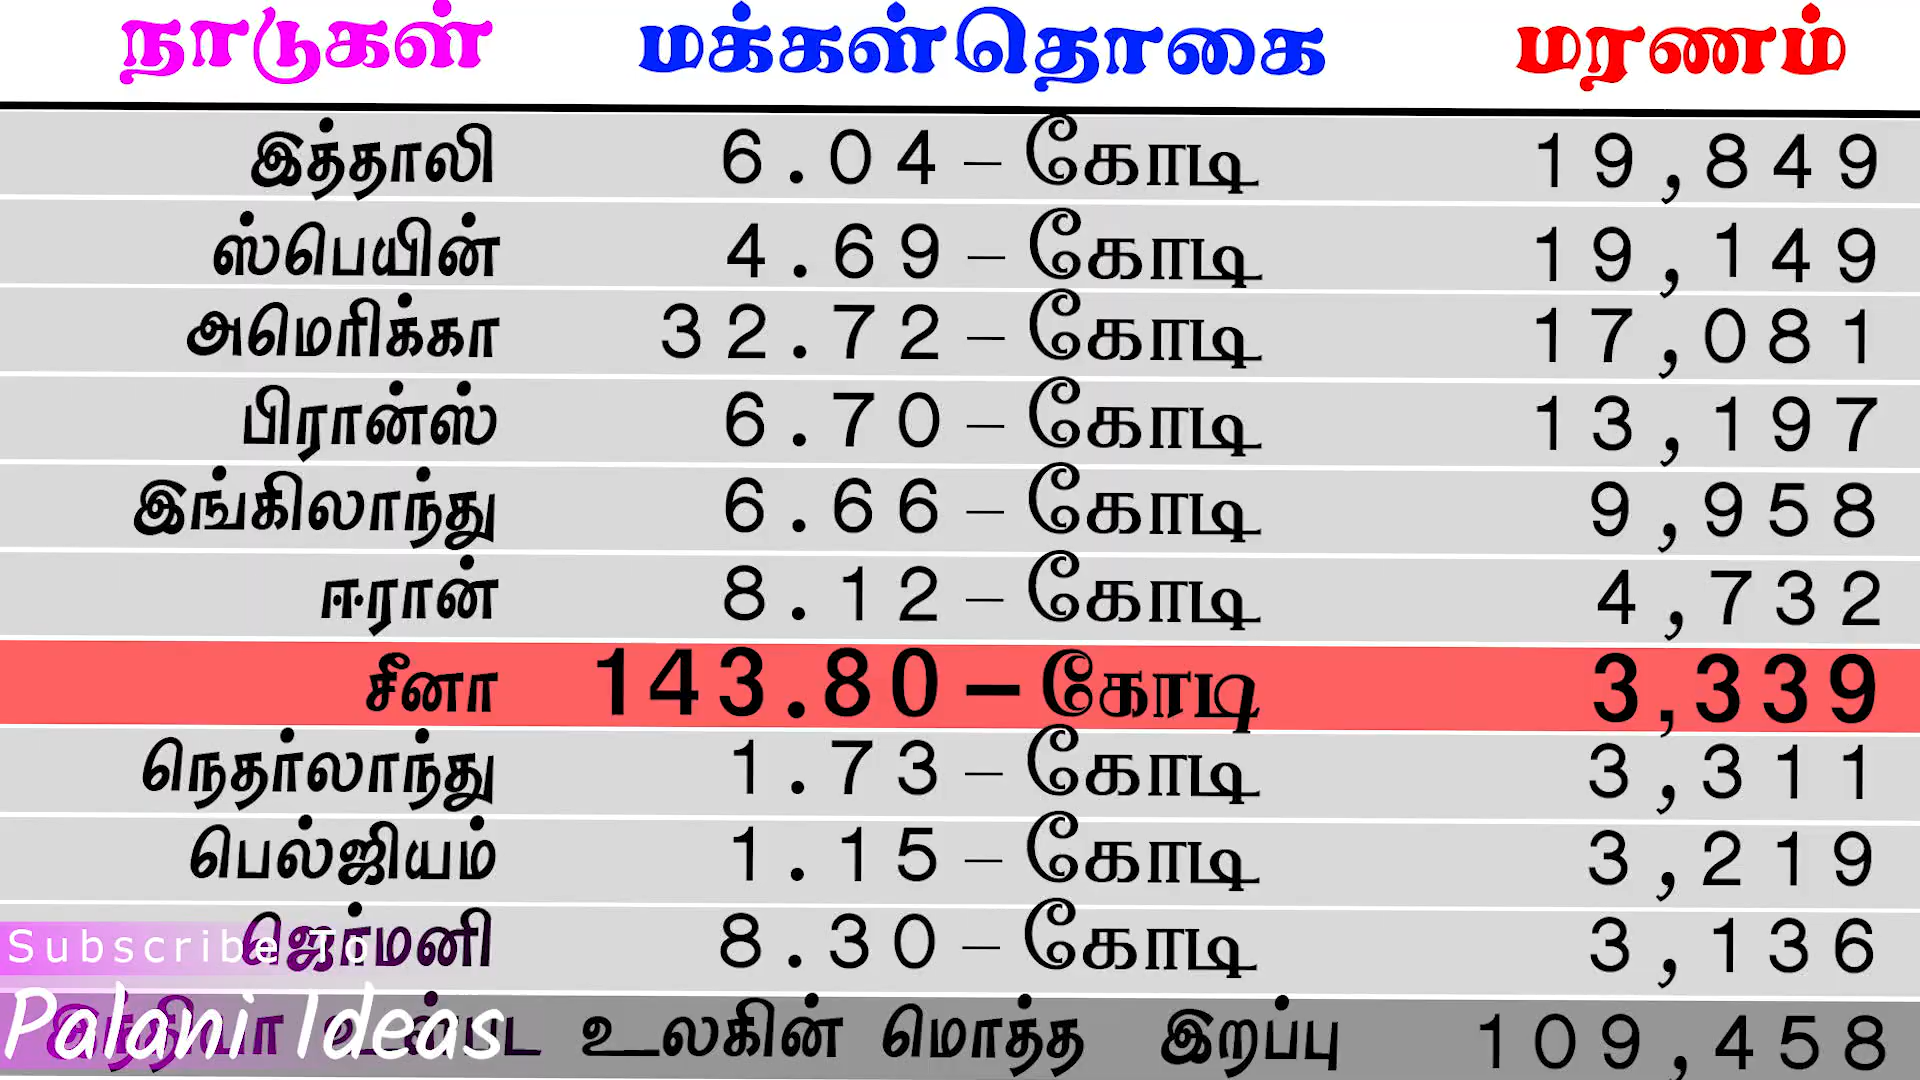 நாடுகள் மக்கள்தொகை மரணம்
இத்தாலி 6.04-கோடி 19,849
ஸ்பெயின் 4.69-கோடி 19,149
அமெரிக்கா 32.72-கோடி 17,081
பிரான்ஸ் 6.70-கோடி 13,197
இங்கிலாந்து 6.66-கோடி 9,958
ஈரான் 8.12-கோடி 4,732
சீனா 143.80-கோடி 3,339
நெதர்லாந்து 1.73-கோடி 3,311
பெல்ஜியம் 1.15-கோடி 3,219
ஜெர்மனி 8.30-கோடி 3,136
Subscribe To
Palani Ideas
இந்தியா உள்பட உலகின் மொத்த இறப்பு 109,458